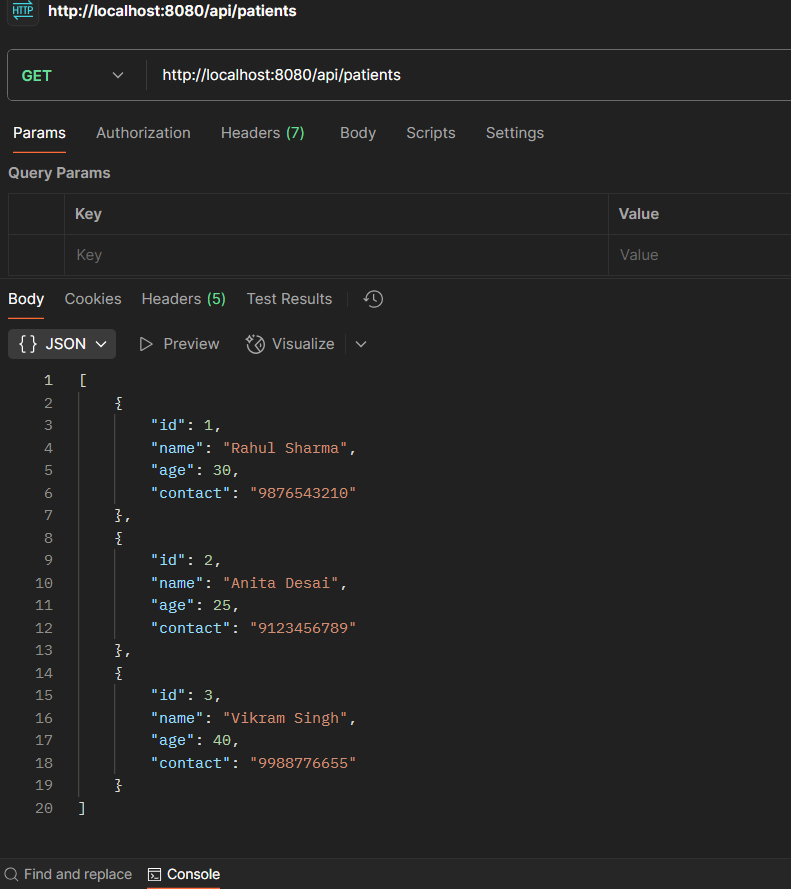 HTTP http://localhost:8080/api/patients
GET http://localhost:8080/api/patients
Params Authorization Headers (7) Body Scripts Settings
Query Params
Key Value
Key Value
Body Cookies Headers (5) Test Results
{} JSON Preview Visualize
1 [
2 {
3 "id": 1,
4 "name": "Rahul Sharma",
5 "age": 30,
6 "contact": "9876543210"
7 },
8 {
9 "id": 2,
10 "name": "Anita Desai",
11 "age": 25,
12 "contact": "9123456789"
13 },
14 {
15 "id": 3,
16 "name": "Vikram Singh",
17 "age": 40,
18 "contact": "9988776655"
19 }
20 ]
Find and replace Console